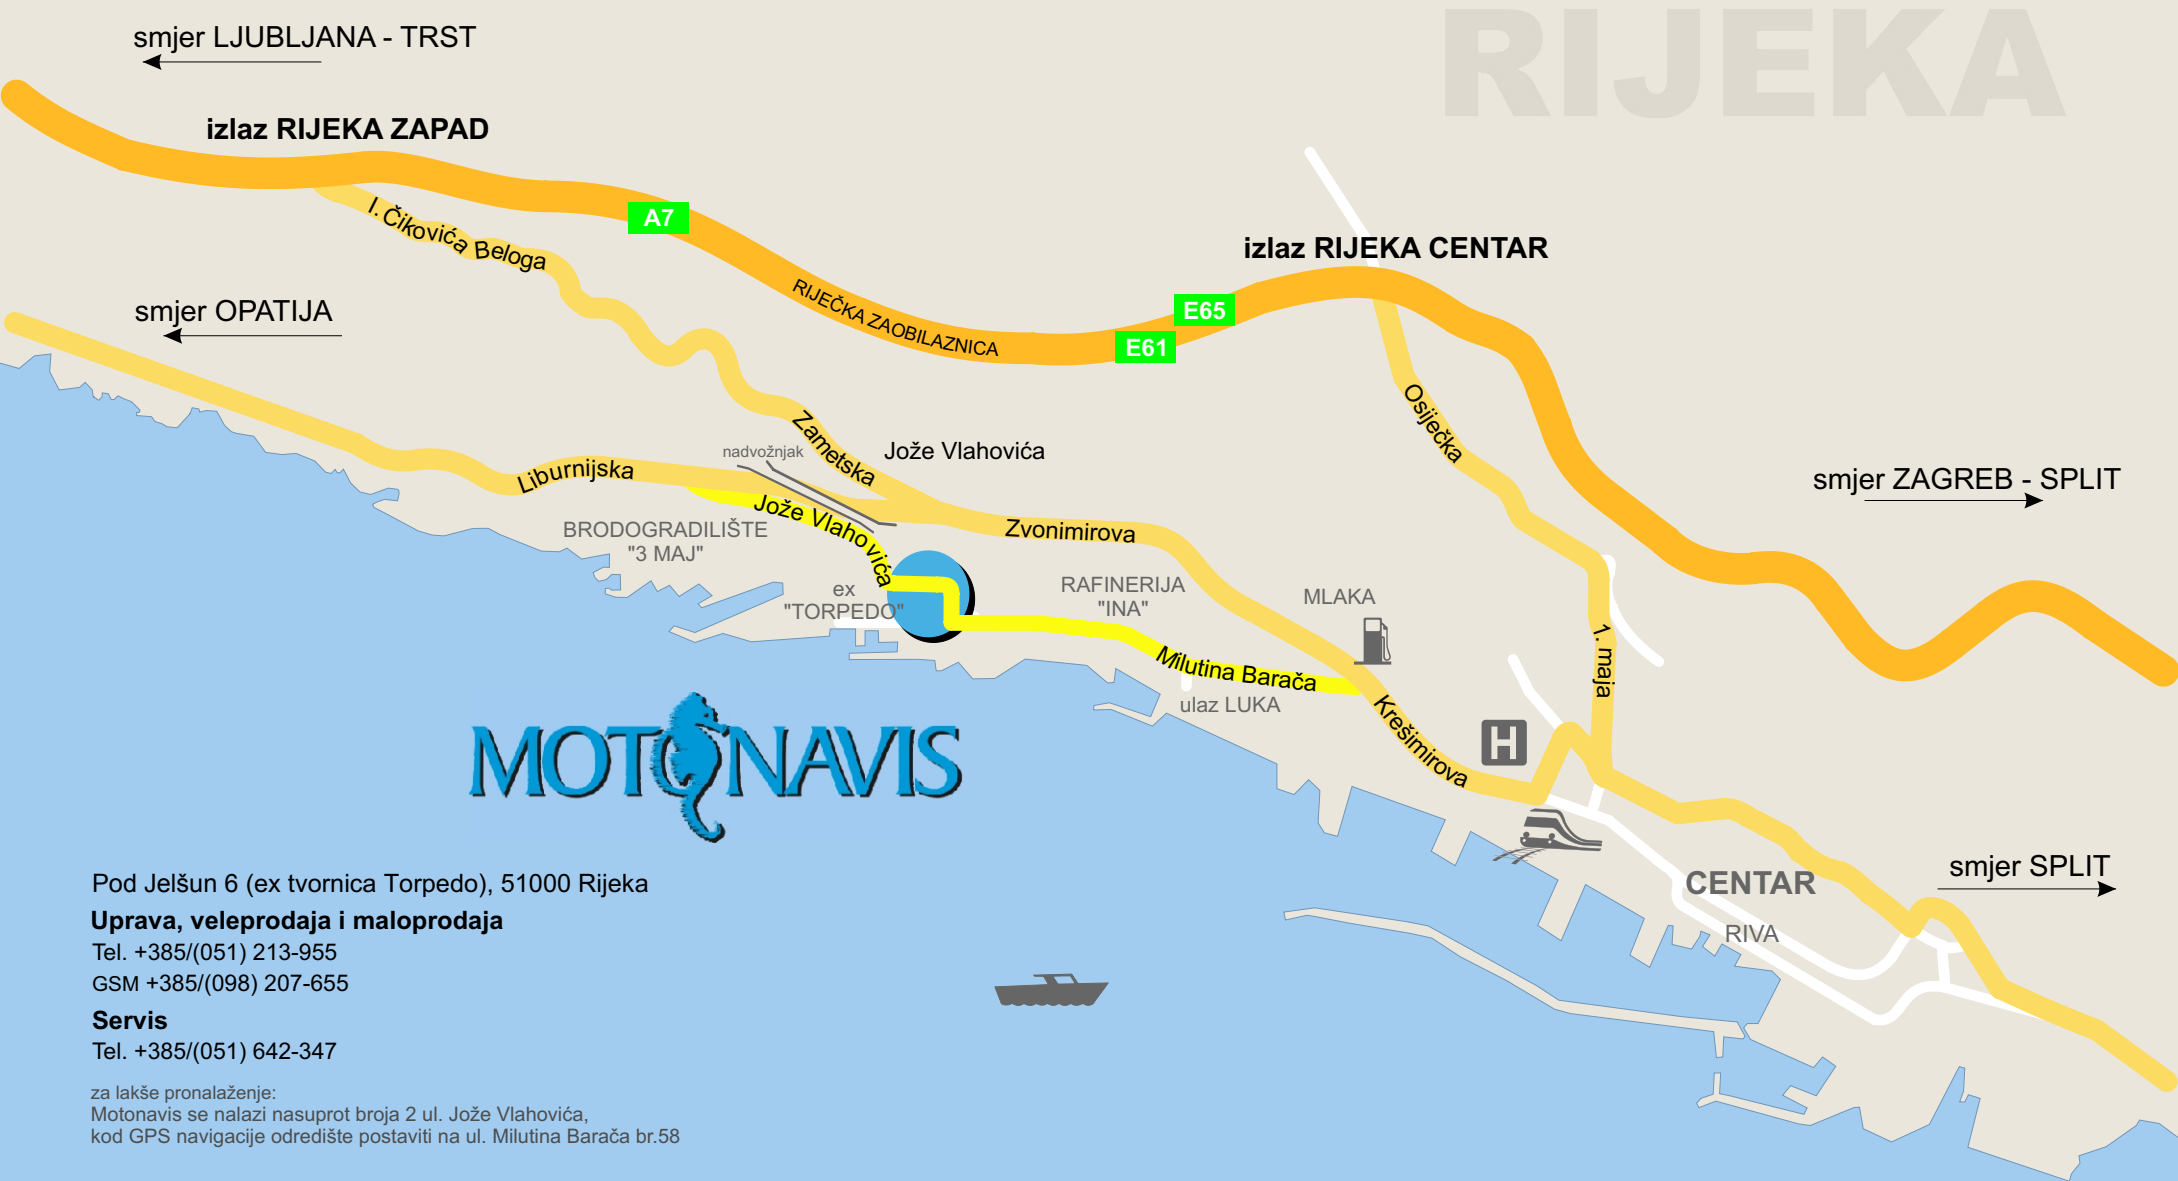 RIJEKA
smjer LJUBLJANA - TRST
izlaz RIJEKA ZAPAD
I. Čikovića Beloga
A7
izlaz RIJEKA CENTAR
RIJEČKA ZAOBILAZNICA
E65
E61
smjer OPATIJA
Osiječka
Zametska
nadvožnjak
Jože Vlahovića
Liburnijska
smjer ZAGREB - SPLIT
Jože Vlahovića
BRODOGRADILIŠTE
"3 MAJ"
Zvonimirova
ex
"TORPEDO"
RAFINERIJA
"INA"
MLAKA
1. maja
Milutina Barača
ulaz LUKA
Krešimirova
H
MOTONAVIS
CENTAR
RIVA
smjer SPLIT
Pod Jelšun 6 (ex tvornica Torpedo), 51000 Rijeka
Uprava, veleprodaja i maloprodaja
Tel. +385/(051) 213-955
GSM +385/(098) 207-655
Servis
Tel. +385/(051) 642-347
za lakše pronalaženje:
Motonavis se nalazi nasuprot broja 2 ul. Jože Vlahovića,
kod GPS navigacije odredište postaviti na ul. Milutina Barača br.58